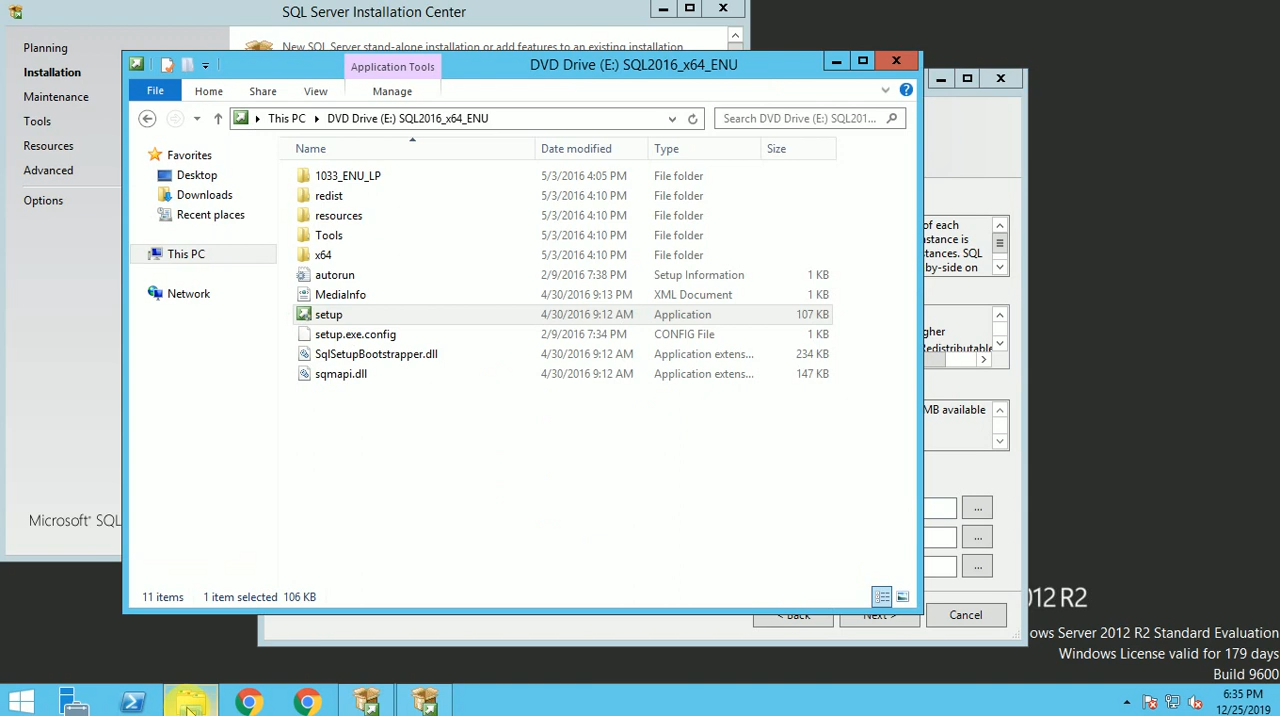 SQL Server Installation Center
Planning
Installation
Maintenance
Tools
Resources
Advanced
Options
New SQL Server stand-alone installation or add features to an existing installation
Microsoft® SQL
Application Tools
DVD Drive (E:) SQL2016_x64_ENU
File
Home
Share
View
Manage
This PC
DVD Drive (E:) SQL2016_x64_ENU
Search DVD Drive (E:) SQL201...
Favorites
Desktop
Downloads
Recent places
This PC
Network
Name Date modified Type Size
1033_ENU_LP 5/3/2016 4:05 PM File folder
redist 5/3/2016 4:10 PM File folder
resources 5/3/2016 4:10 PM File folder
Tools 5/3/2016 4:10 PM File folder
x64 5/3/2016 4:10 PM File folder
autorun 2/9/2016 7:38 PM Setup Information 1 KB
MediaInfo 4/30/2016 9:13 PM XML Document 1 KB
setup 4/30/2016 9:12 AM Application 107 KB
setup.exe.config 2/9/2016 7:34 PM CONFIG File 1 KB
SqlSetupBootstrapper.dll 4/30/2016 9:12 AM Application extens... 234 KB
sqmapi.dll 4/30/2016 9:12 AM Application extens... 147 KB
11 items 1 item selected 106 KB
of each
stance is
stances. SQL
by-side on
gher
Redistributable
MB available
...
...
...
< Back
Next >
Cancel
012 R2
ows Server 2012 R2 Standard Evaluation
Windows License valid for 179 days
Build 9600
6:35 PM
12/25/2019